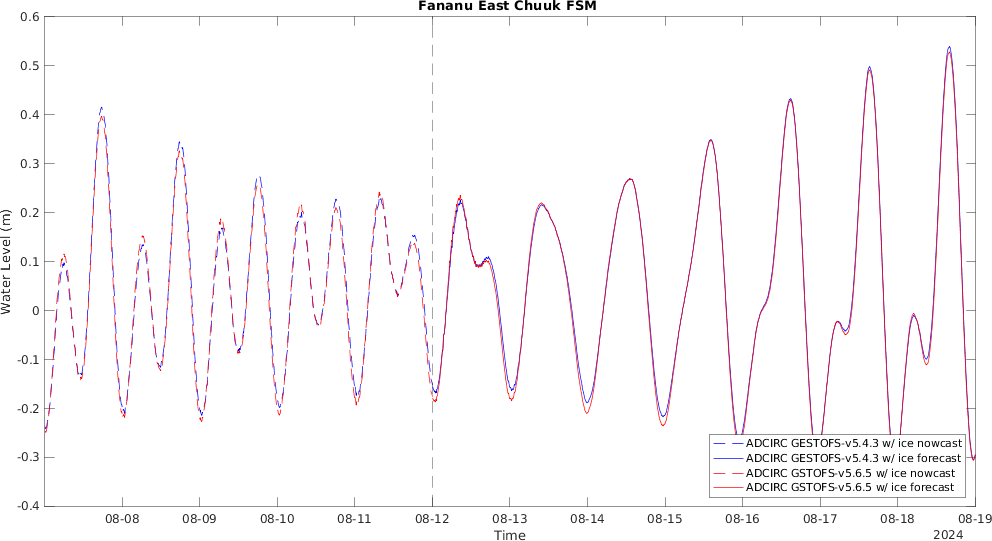 Fananu East Chuuk FSM
0.6
0.5
0.4
0.3
0.2
0.1
0
-0.1
-0.2
-0.3
-0.4
Water Level (m)
ADCIRC GESTOFS-v5.4.3 w/ ice nowcast
ADCIRC GESTOFS-v5.4.3 w/ ice forecast
ADCIRC GSTOFS-v5.6.5 w/ ice nowcast
ADCIRC GSTOFS-v5.6.5 w/ ice forecast
08-08 08-09 08-10 08-11 08-12 08-13 08-14 08-15 08-16 08-17 08-18 08-19
Time
2024